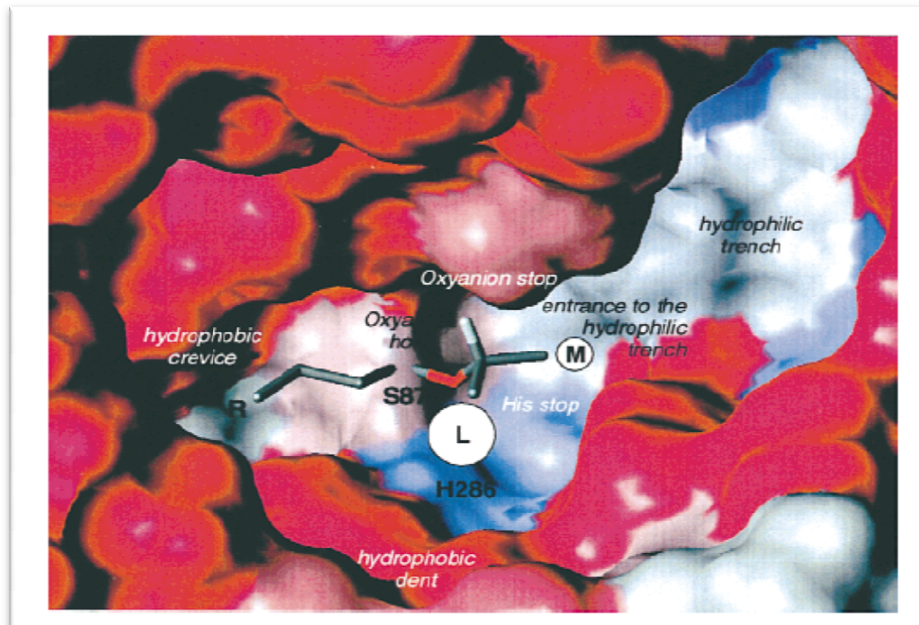 hydrophilic
trench
Oxyanion stop
entrance to the
hydrophilic
trench
hydrophobic
crevice
M
R
His stop
L
H286
hydrophobic
dent